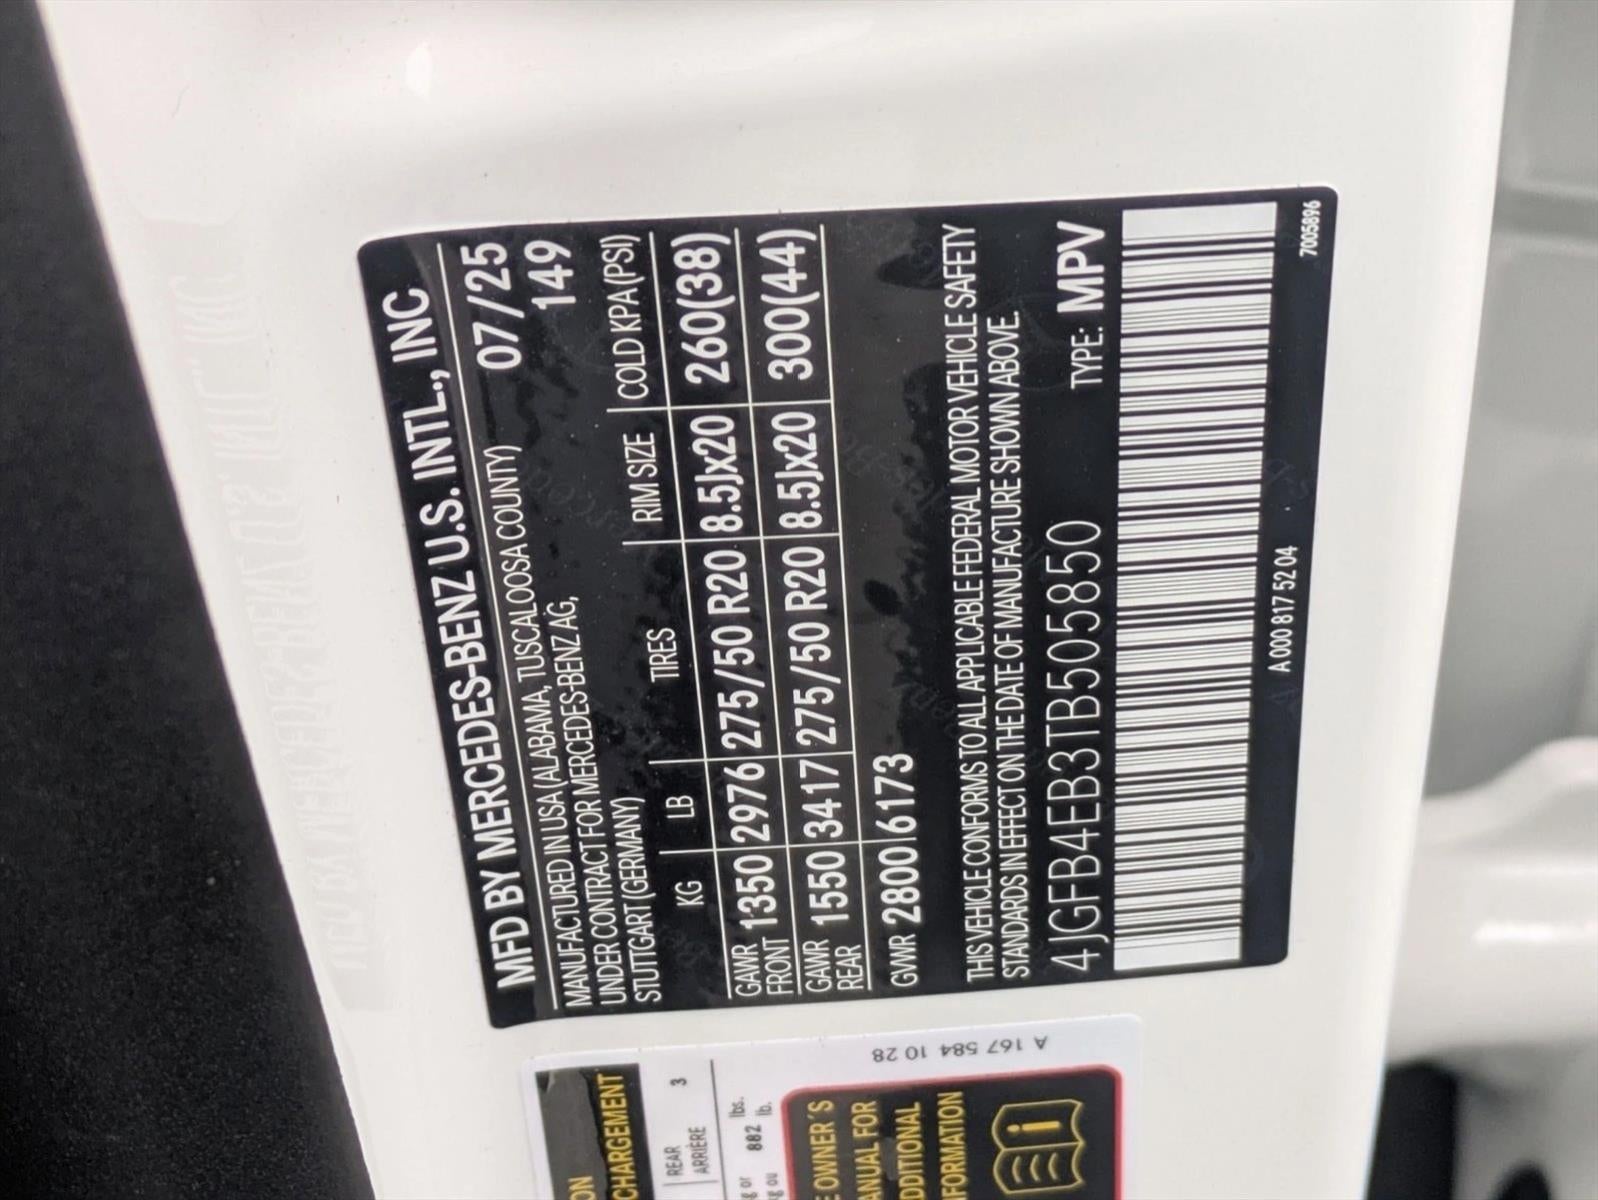 MFD BY MERCEDES-BENZ U.S. INTL., INC
MANUFACTURED IN USA (ALABAMA, TUSCALOOSA COUNTY) 07/25
UNDER CONTRACT FOR MERCEDES-BENZ AG, 149
STUTTGART (GERMANY)
KG LB TIRES RIM SIZE COLD KPA (PSI)
GAWR FRONT 1350 2976 275/50 R20 8.5Jx20 260(38)
GAWR REAR 1550 3417 275/50 R20 8.5Jx20 300(44)
GVWR 2800 6173
THIS VEHICLE CONFORMS TO ALL APPLICABLE FEDERAL MOTOR VEHICLE SAFETY
STANDARDS IN EFFECT ON THE DATE OF MANUFACTURE SHOWN ABOVE.
4JGFB4EB3TB505850 TYPE: MPV
A 000 817 52 04
7005896
CHARGEMENT
REAR 3
ARRIÈRE
or 882 lbs.
ou lb.
A 167 584 10 28
OWNER'S
FOR